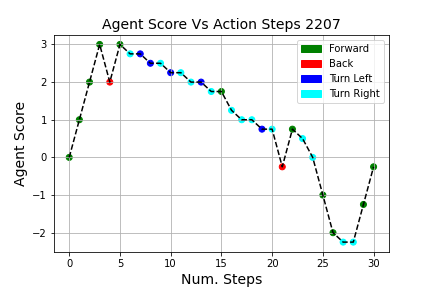 Agent Score Vs Action Steps 2207
Agent Score
3
2
1
0
−1
−2
Forward
Back
Turn Left
Turn Right
0 5 10 15 20 25 30
Num. Steps